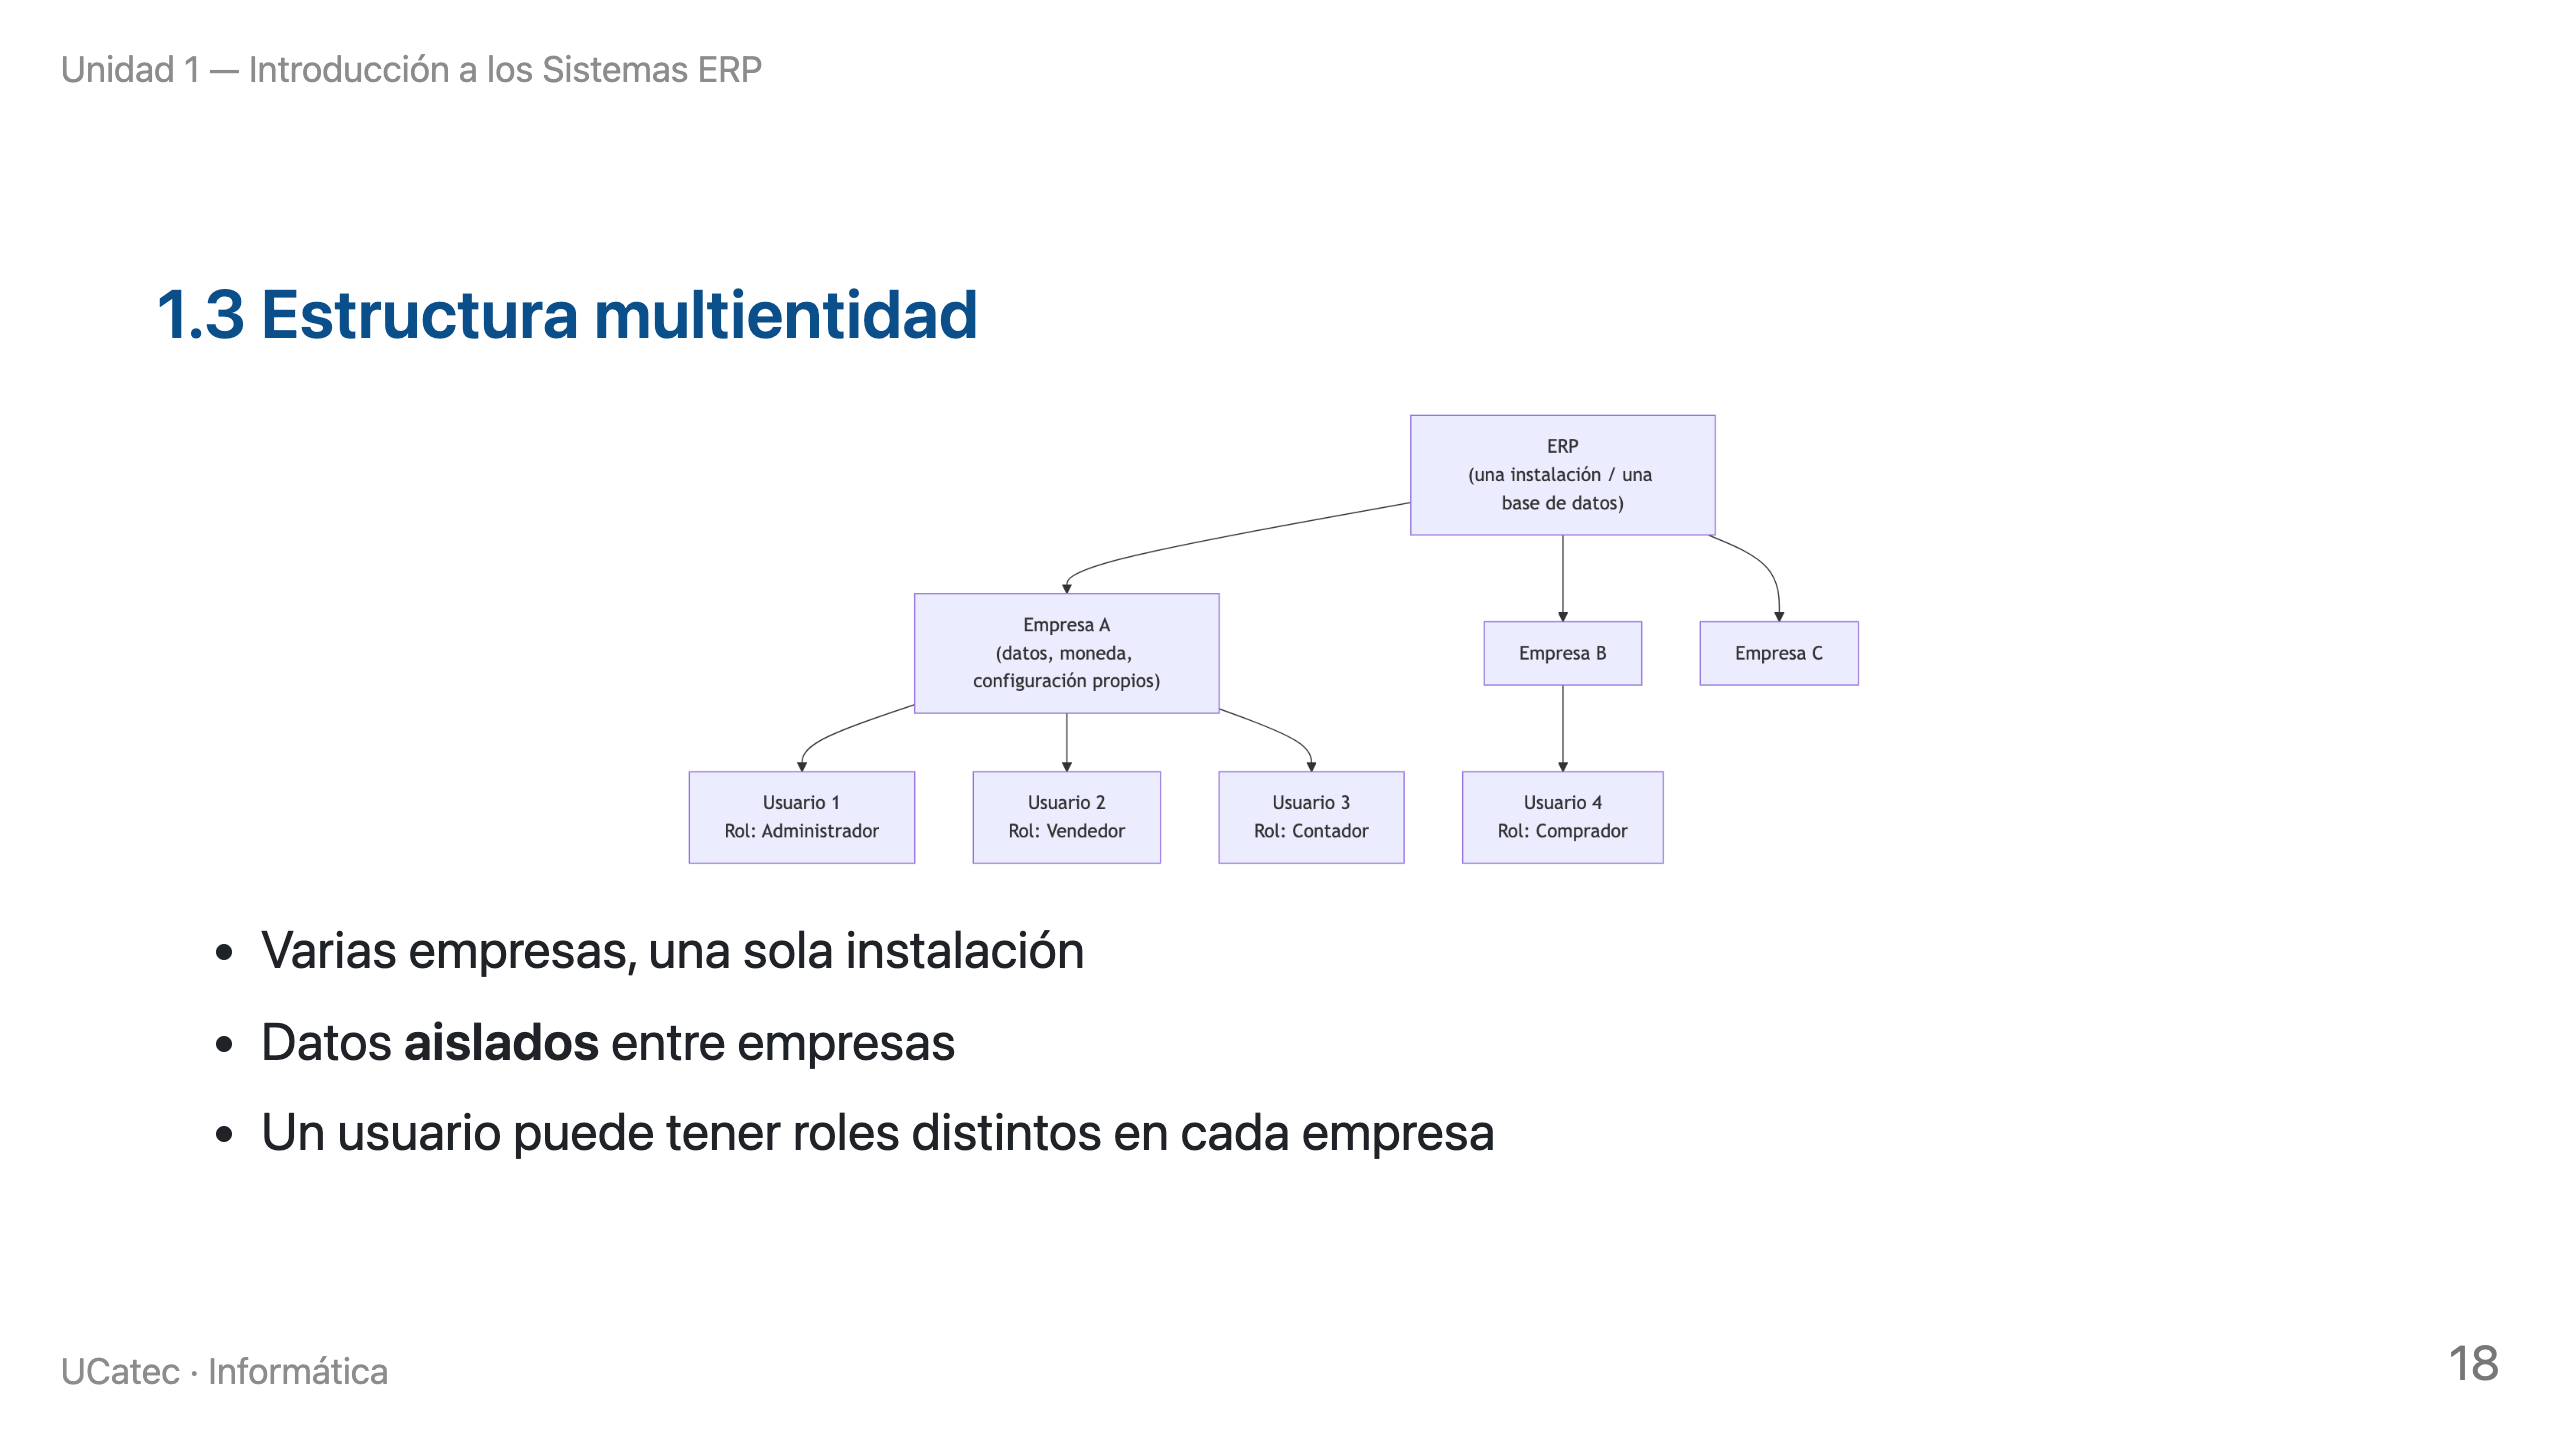 Unidad 1 — Introducción a los Sistemas ERP
1.3 Estructura multientidad
ERP
(una instalación / una
base de datos)
Empresa A
(datos, moneda,
configuración propios)
Empresa B
Empresa C
Usuario 1
Rol: Administrador
Usuario 2
Rol: Vendedor
Usuario 3
Rol: Contador
Usuario 4
Rol: Comprador
• Varias empresas, una sola instalación
• Datos aislados entre empresas
• Un usuario puede tener roles distintos en cada empresa
UCatec · Informática
18